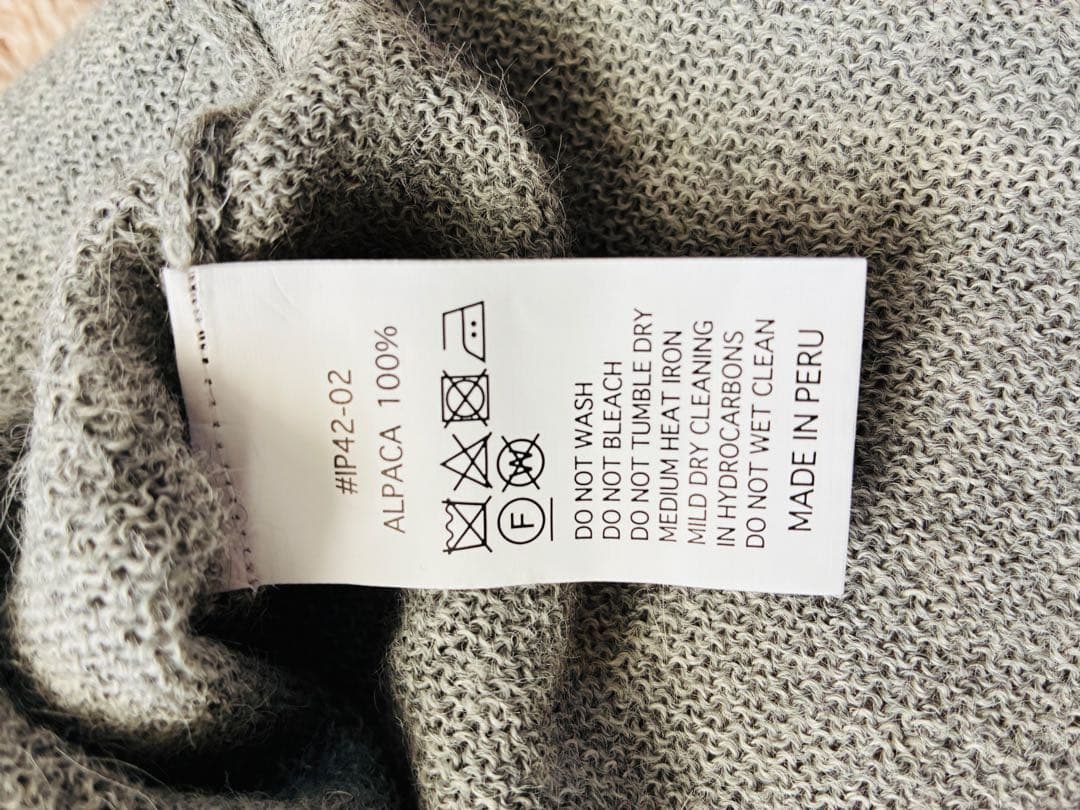 #IP42-02
ALPACA 100%
F W
DO NOT WASH
DO NOT BLEACH
DO NOT TUMBLE DRY
MEDIUM HEAT IRON
MILD DRY CLEANING
IN HYDROCARBONS
DO NOT WET CLEAN
MADE IN PERU